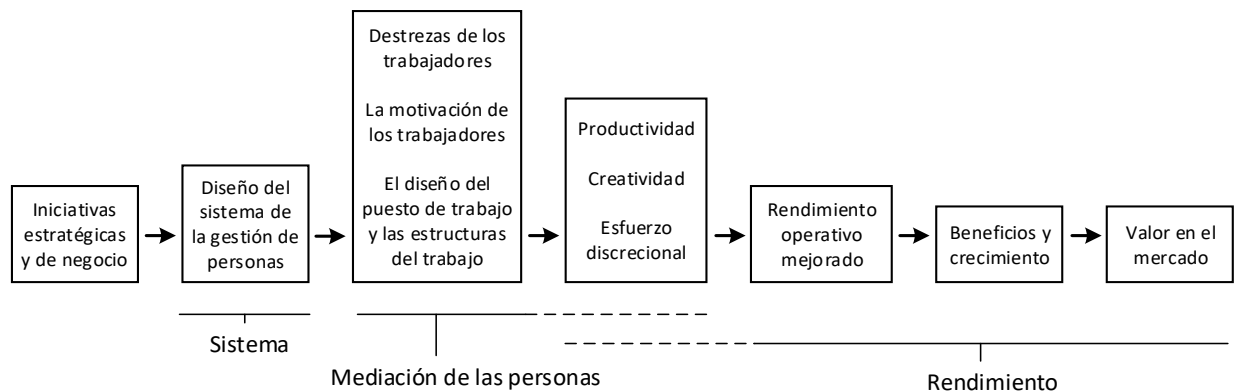 Iniciativas
estratégicas
y de negocio
Diseño del
sistema de
la gestión de
personas
Destrezas de los
trabajadores
La motivación de
los trabajadores
El diseño del
puesto de trabajo
y las estructuras
del trabajo
Productividad
Creatividad
Esfuerzo
discrecional
Rendimiento
operativo
mejorado
Beneficios y
crecimiento
Valor en el
mercado
Sistema
Mediación de las personas
Rendimiento